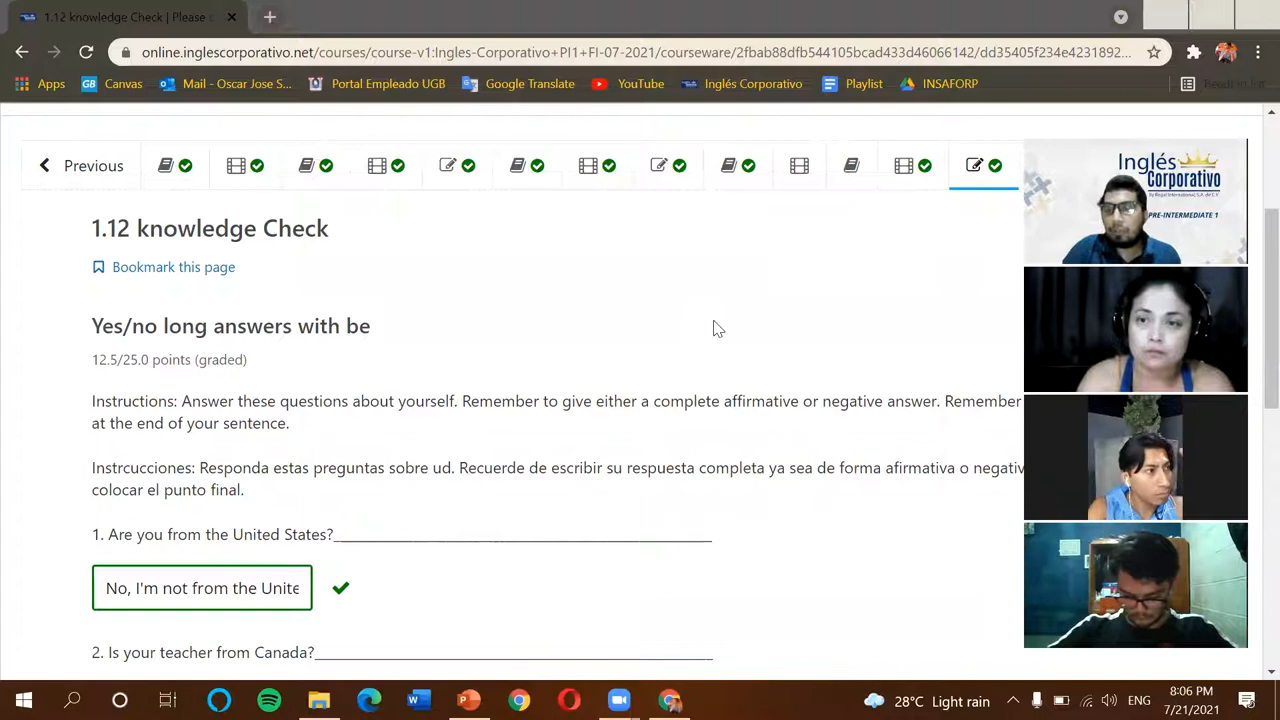 1.12 knowledge Check | Please
online.inglescorporativo.net/courses/course-v1:Ingles-Corporativo+PI1+FI-07-2021/courseware/2fbab88dfb544105bcad433d46066142/dd35405f234e4231892...
Apps Canvas Mail - Oscar Jose S... Portal Empleado UGB Google Translate YouTube Inglés Corporativo Playlist INSAFORP
Previous
Inglés
Corporativo
PRE-INTERMEDIATE 1
1.12 knowledge Check
Bookmark this page
Yes/no long answers with be
12.5/25.0 points (graded)
Instructions: Answer these questions about yourself. Remember to give either a complete affirmative or negative answer. Remember
at the end of your sentence.
Instrcucciones: Responda estas preguntas sobre ud. Recuerde de escribir su respuesta completa ya sea de forma afirmativa o negativ
colocar el punto final.
1. Are you from the United States?
No, I'm not from the Unite
2. Is your teacher from Canada?
28°C Light rain ENG 8:06 PM
7/21/2021